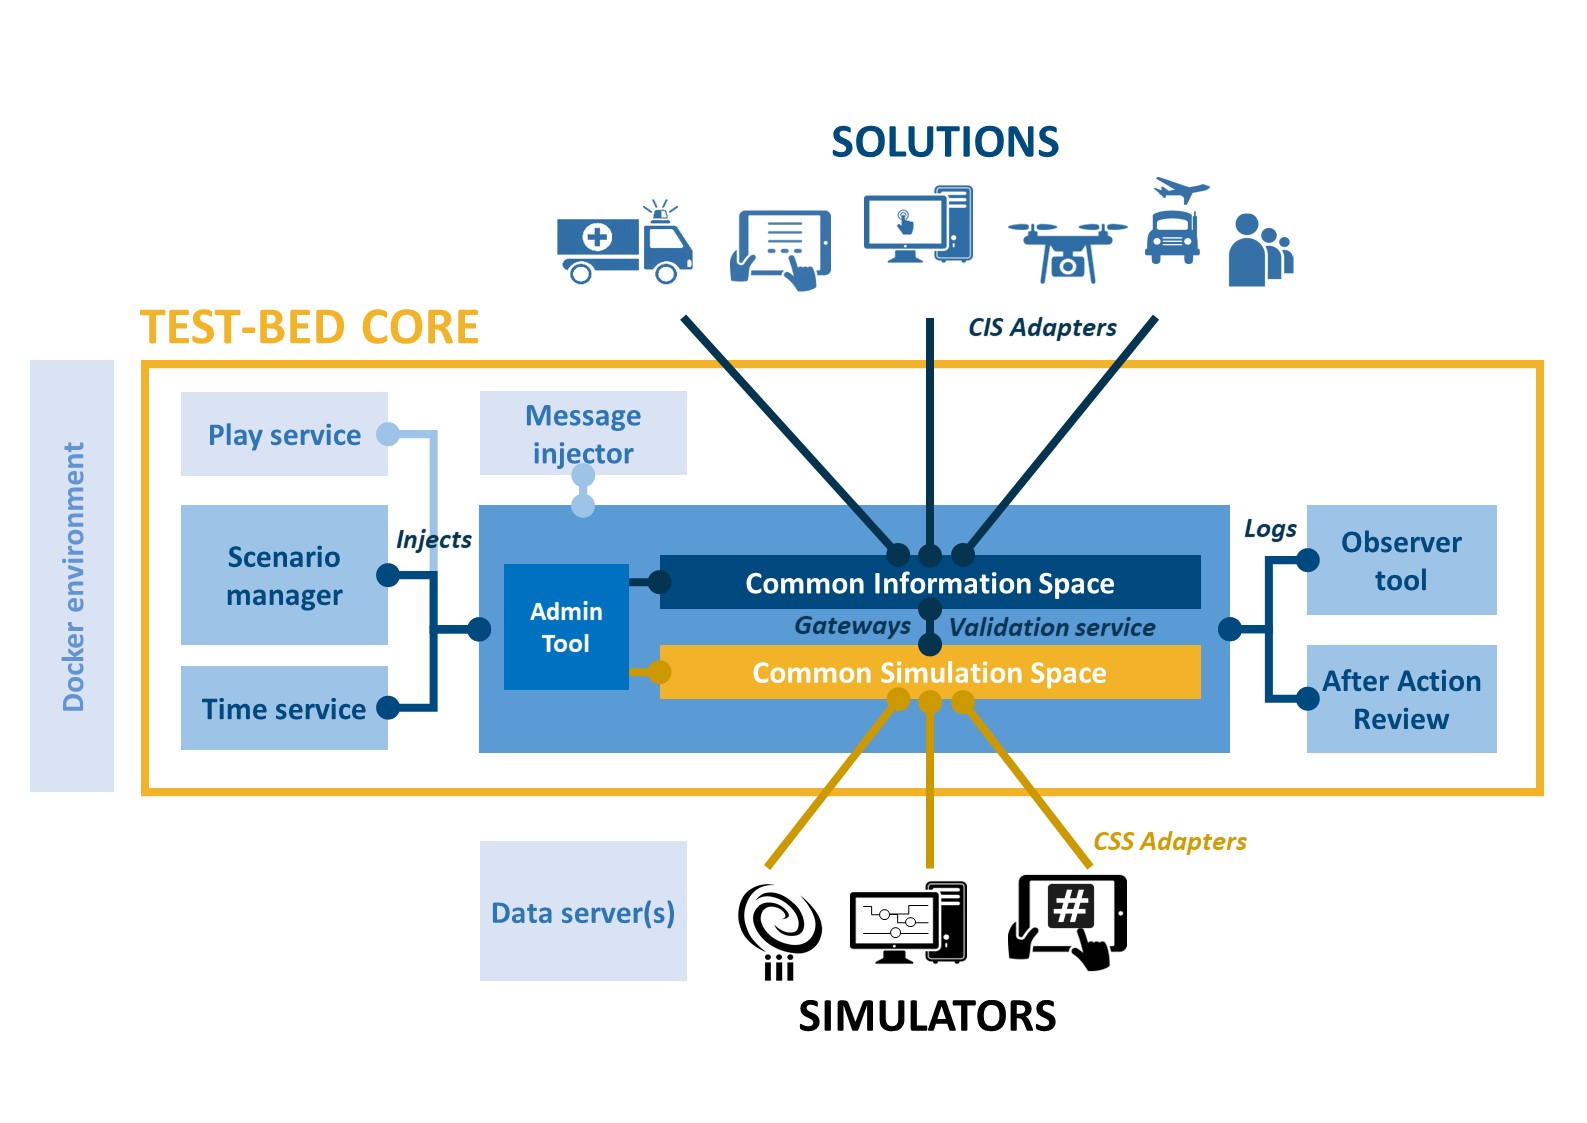 SOLUTIONS
TEST-BED CORE
CIS Adapters
Docker environment
Play service
Message
injector
Scenario
manager
Injects
Time service
Admin
Tool
Common Information Space
Gateways
Validation service
Common Simulation Space
Logs
Observer
tool
After Action
Review
CSS Adapters
Data server(s)
#
iii
SIMULATORS